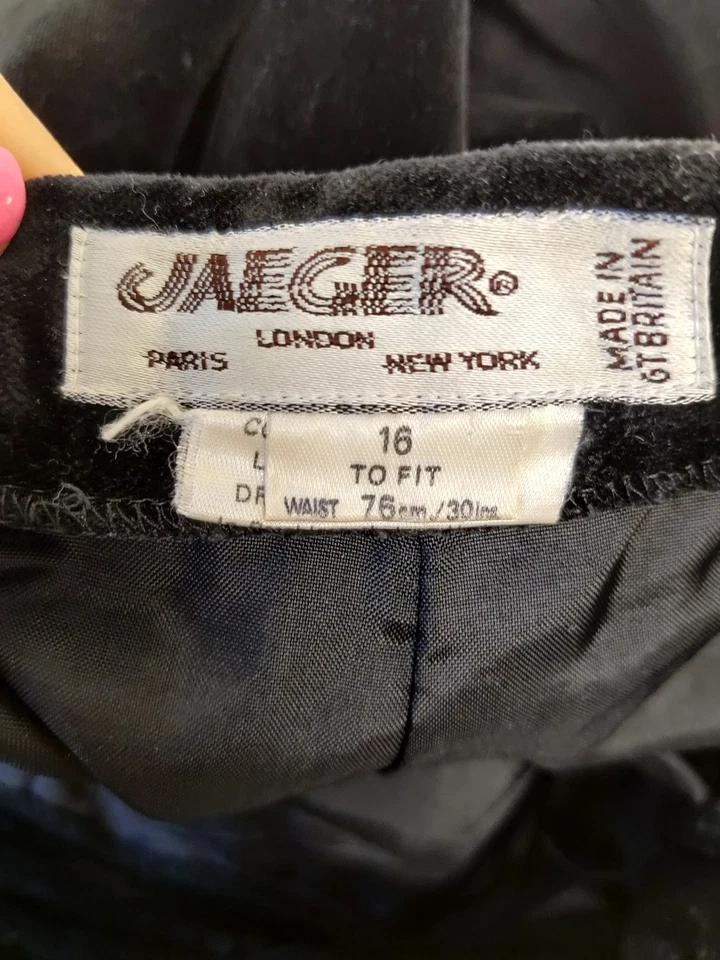 JAEGER®
LONDON
PARIS NEW YORK
MADE IN
GT BRITAIN
16
TO FIT
WAIST 76cm/30ins